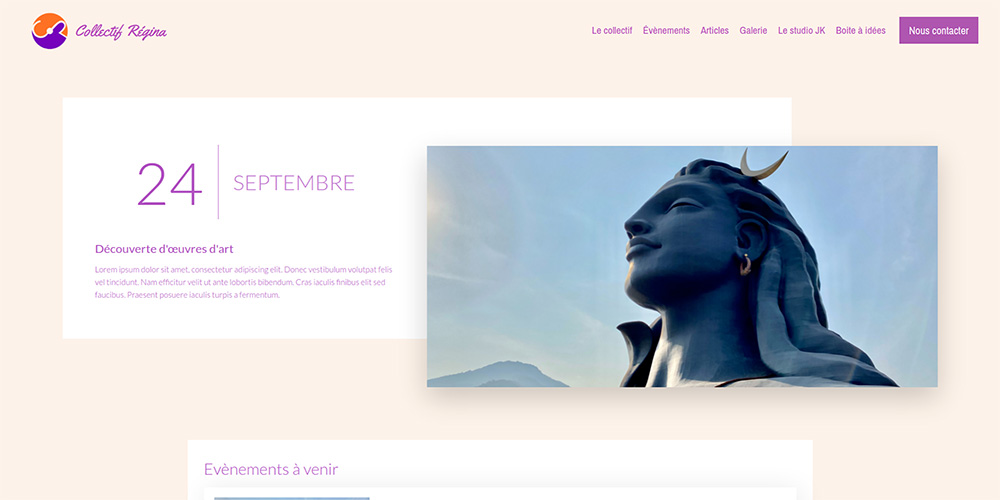 Collectif Régina
Le collectif Évènements Articles Galerie Le studio JK Boite à idées Nous contacter
24 SEPTEMBRE
Découverte d'œuvres d'art
Lorem ipsum dolor sit amet, consectetur adipiscing elit. Donec vestibulum volutpat felis
vel tincidunt. Nam efficitur velit ut ante lobortis bibendum. Cras iaculis finibus elit sed
faucibus. Praesent posuere iaculis turpis a fermentum.
Evènements à venir